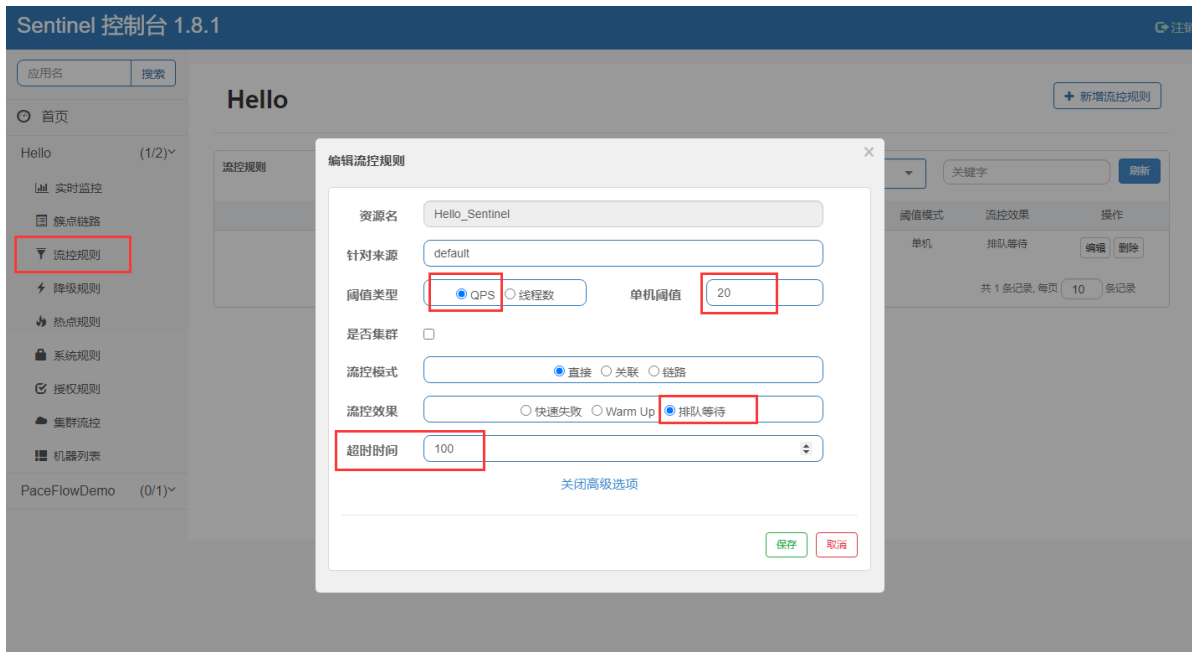 Sentinel 控制台 1.8.1
注销
应用名 搜索
首页
Hello (1/2)
实时监控
簇点链路
流控规则
降级规则
热点规则
系统规则
授权规则
集群流控
机器列表
PaceFlowDemo (0/1)
Hello
+ 新增流控规则
流控规则
关键字 刷新
阈值模式 流控效果 操作
单机 排队等待 编辑 删除
共 1 条记录, 每页 10 条记录
编辑流控规则 ×
资源名 Hello_Sentinel
针对来源 default
阈值类型 QPS 线程数 单机阈值 20
是否集群
流控模式 直接 关联 链路
流控效果 快速失败 Warm Up 排队等待
超时时间 100
关闭高级选项
保存 取消